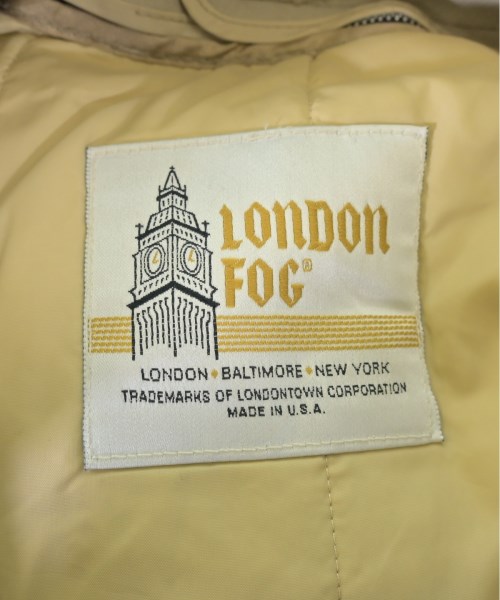 L L
LONDON
FOG®
LONDON◆BALTIMORE◆NEW YORK
TRADEMARKS OF LONDONTOWN CORPORATION
MADE IN U.S.A.